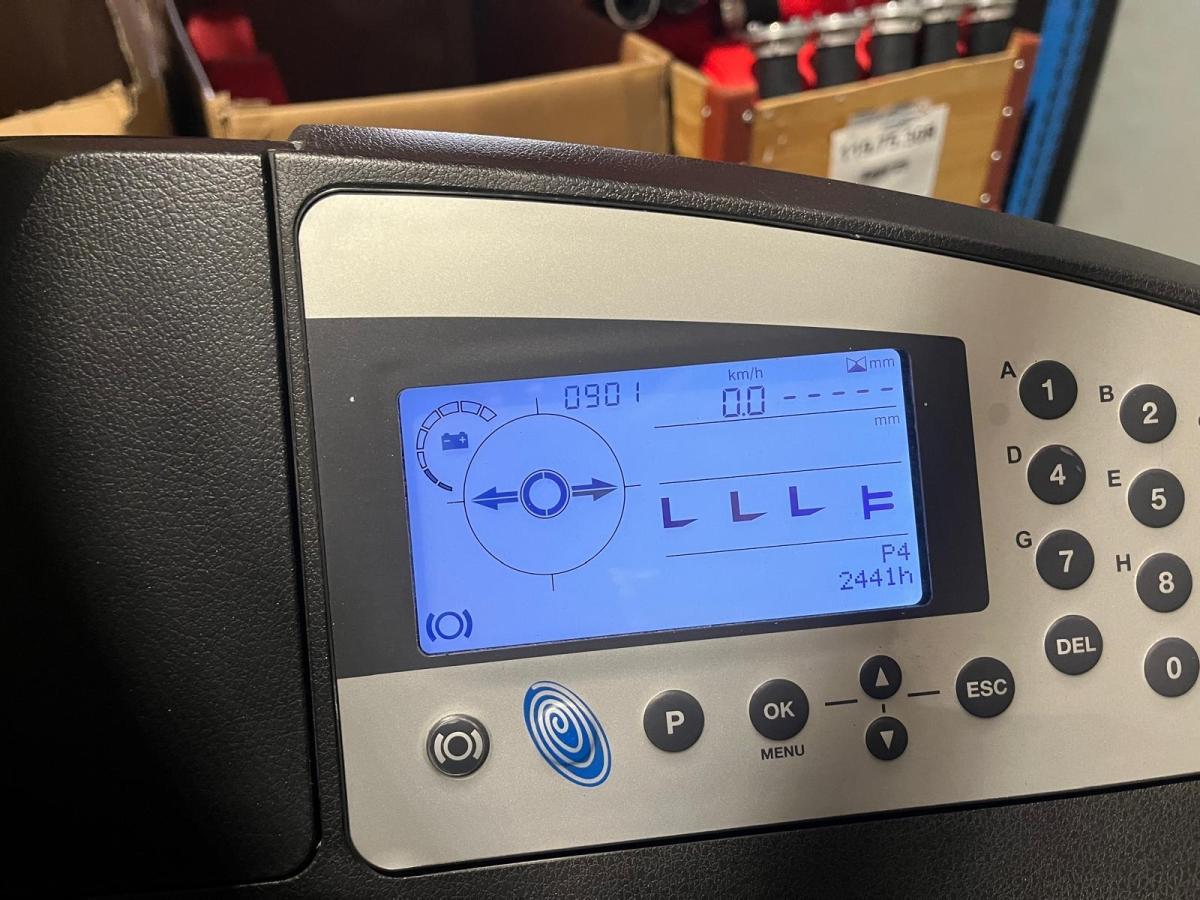 0901
km/h
mm
0.0 - - - - - -
mm
P4
2441h
A 1
B 2
D 4
E 5
G 7
H 8
DEL
0
P
OK
ESC
MENU